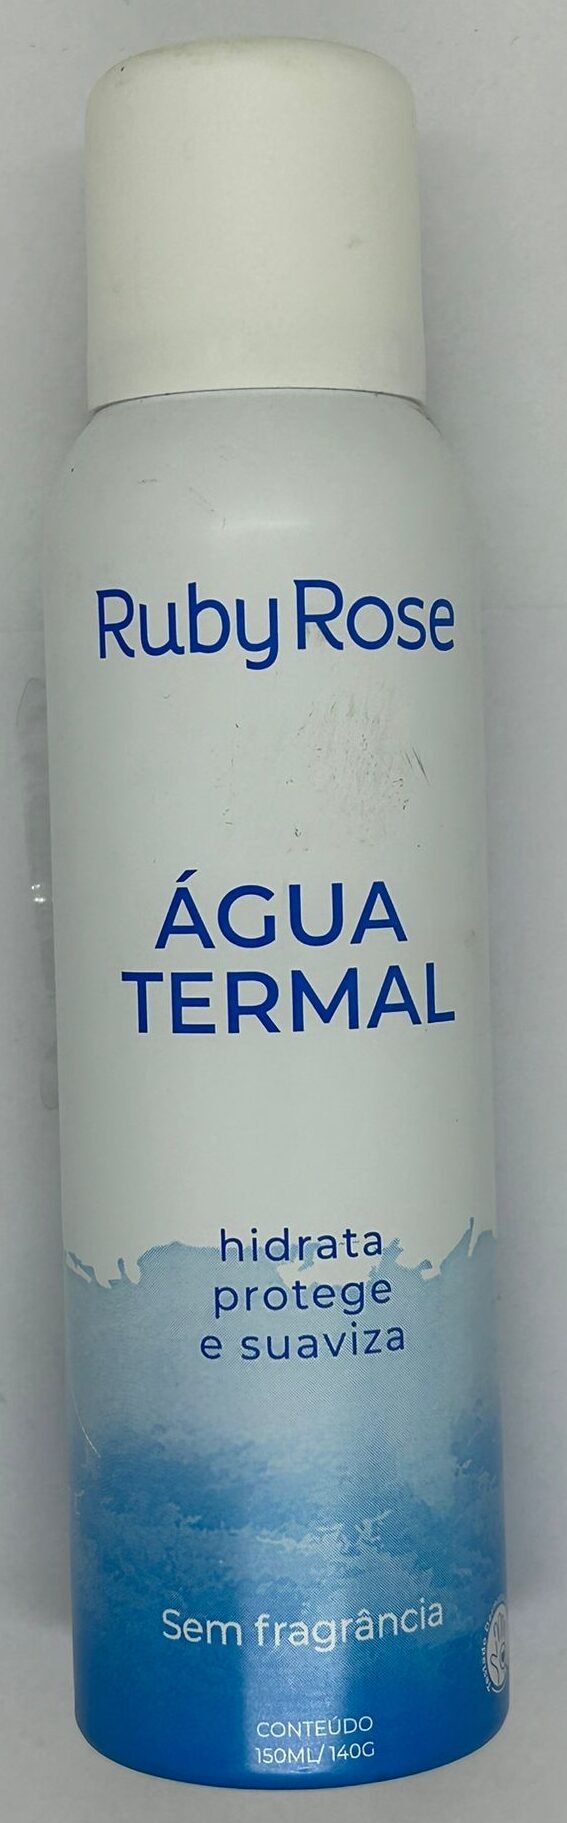 Ruby Rose
ÁGUA
TERMAL
hidrata
protege
e suaviza
Sem fragrância
CONTEÚDO
150ML/ 140G